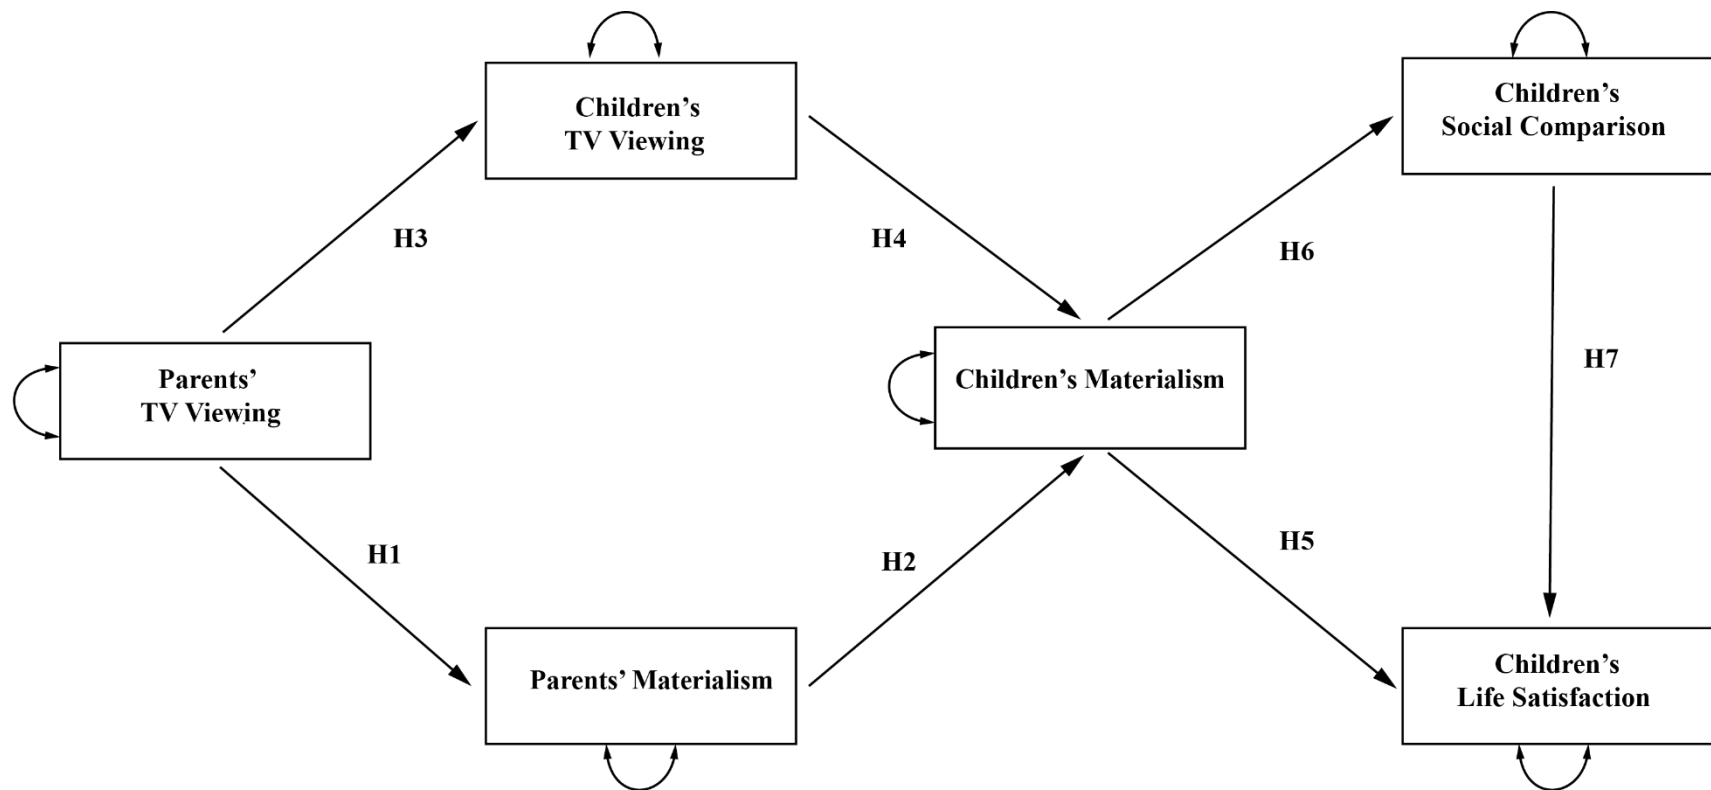 Children’s
TV Viewing
Children’s
Social Comparison
H3
H4
H6
Parents’
TV Viewing
Children’s Materialism
H7
H1
H2
H5
Parents’ Materialism
Children’s
Life Satisfaction